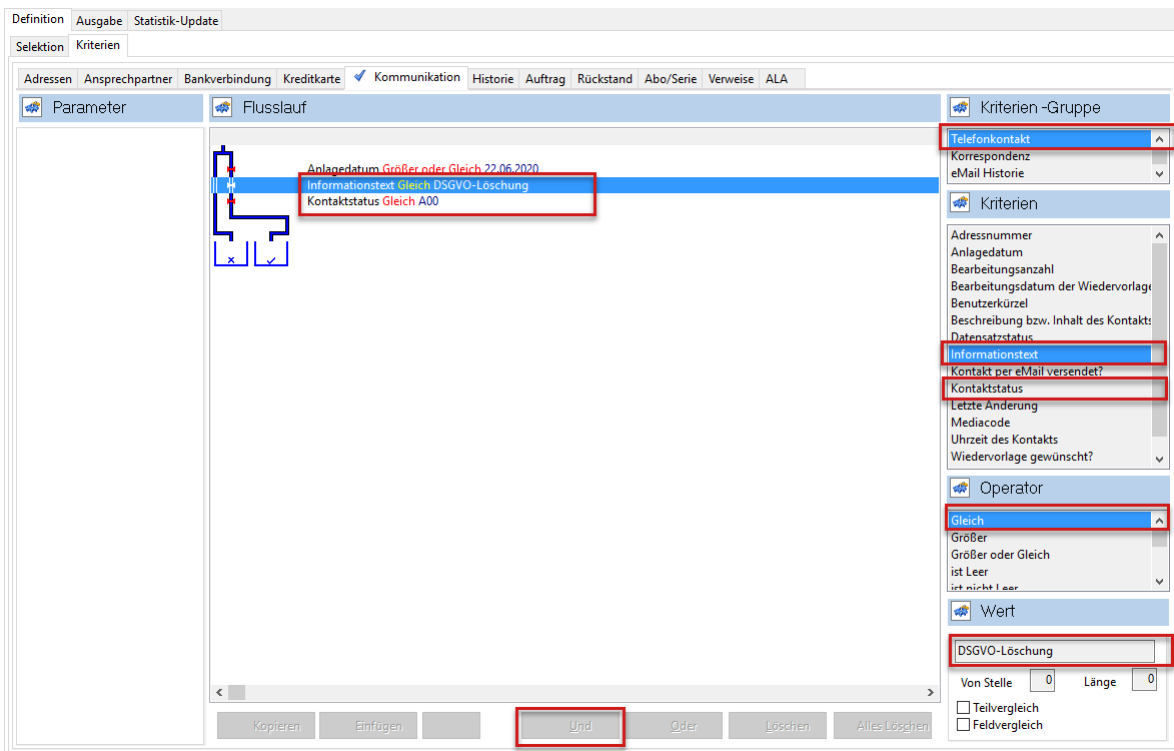 Definition Ausgabe Statistik-Update
Selektion Kriterien
Adressen Ansprechpartner Bankverbindung Kreditkarte Kommunikation Historie Auftrag Rückstand Abo/Serie Verweise ALA
Parameter
Flusslauf
Anlagedatum Größer oder Gleich 22.06.2020
Informationstext Gleich DSGVO-Löschung
Kontaktstatus Gleich A00
Kopieren Einfügen Und Oder Löschen Alles Löschen
Kriterien -Gruppe
Telefonkontakt
Korrespondenz
eMail Historie
Kriterien
Adressnummer
Anlagedatum
Bearbeitungsanzahl
Bearbeitungsdatum der Wiedervorlage
Benutzerkürzel
Beschreibung bzw. Inhalt des Kontakts
Datensatzstatus
Informationstext
Kontakt per eMail versendet?
Kontaktstatus
Letzte Änderung
Mediacode
Uhrzeit des Kontakts
Wiedervorlage gewünscht?
Operator
Gleich
Größer
Größer oder Gleich
ist Leer
ist nicht Leer
Wert
DSGVO-Löschung
Von Stelle 0 Länge 0
Teilvergleich
Feldvergleich